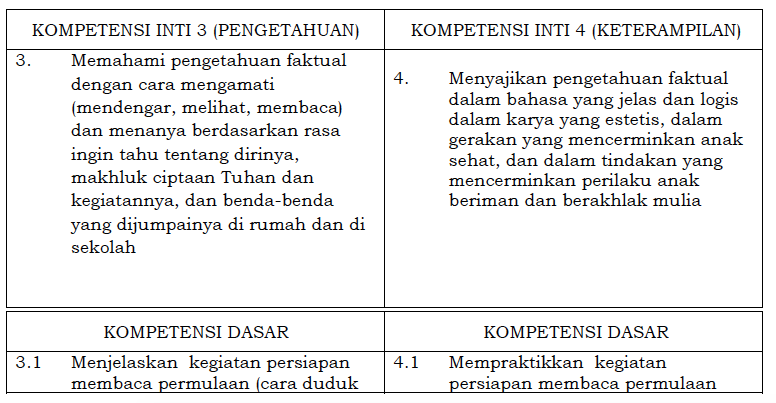 KOMPETENSI INTI 3 (PENGETAHUAN)
KOMPETENSI INTI 4 (KETERAMPILAN)
3. Memahami pengetahuan faktual
dengan cara mengamati
(mendengar, melihat, membaca)
dan menanya berdasarkan rasa
ingin tahu tentang dirinya,
makhluk ciptaan Tuhan dan
kegiatannya, dan benda-benda
yang dijumpainya di rumah dan di
sekolah
4. Menyajikan pengetahuan faktual
dalam bahasa yang jelas dan logis
dalam karya yang estetis, dalam
gerakan yang mencerminkan anak
sehat, dan dalam tindakan yang
mencerminkan perilaku anak
beriman dan berakhlak mulia
KOMPETENSI DASAR
KOMPETENSI DASAR
3.1 Menjelaskan kegiatan persiapan
membaca permulaan (cara duduk
4.1 Mempraktikkan kegiatan
persiapan membaca permulaan